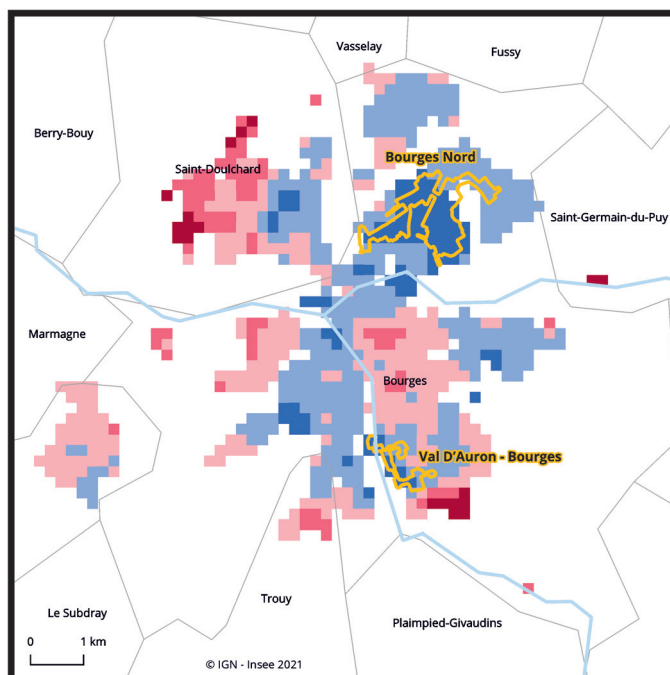 Vasselay
Fussy
Berry-Bouy
Bourges Nord
Saint-Doulchard
Saint-Germain-du-Puy
Marmagne
Bourges
Val D'Auron - Bourges
Le Subdray
Trouy
Plaimpied-Givaudins
0 1 km
© IGN - Insee 2021